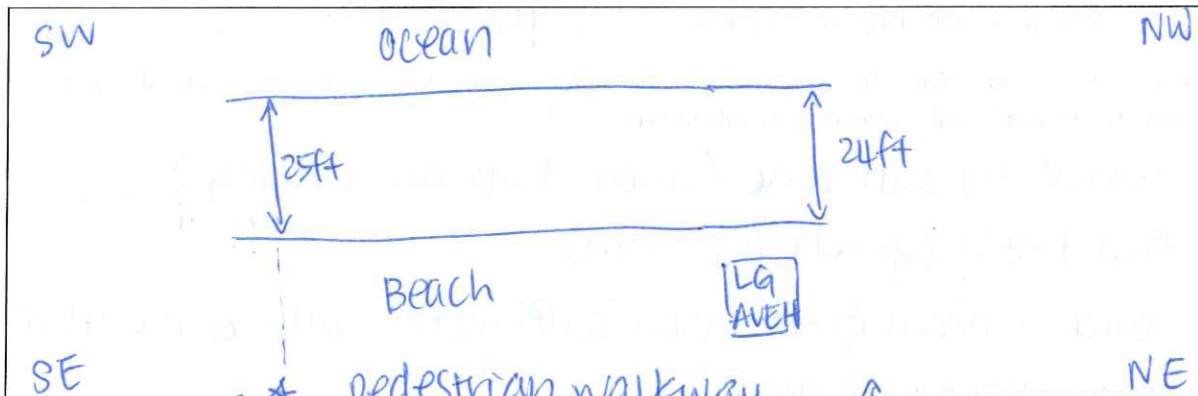 SW ocean NW
25ft 24ft
Beach LG
AVEH
SE pedestrian walkway NE